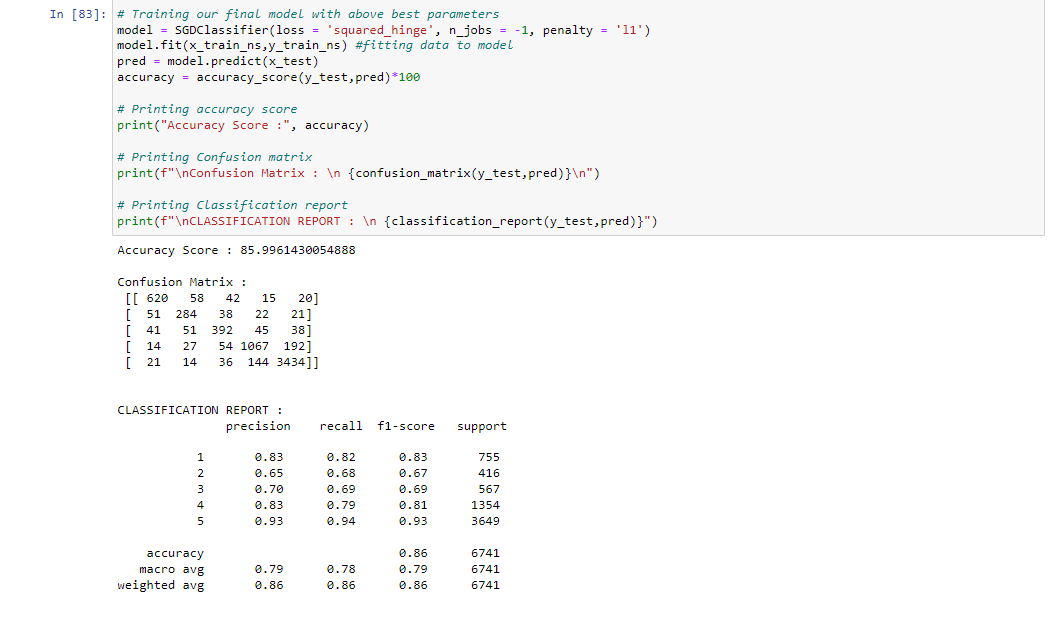 In [83]: # Training our final model with above best parameters
model = SGDClassifier(loss = 'squared_hinge', n_jobs = -1, penalty = 'l1')
model.fit(x_train_ns,y_train_ns) #fitting data to model
pred = model.predict(x_test)
accuracy = accuracy_score(y_test,pred)*100

# Printing accuracy score
print("Accuracy Score :", accuracy)

# Printing Confusion matrix
print(f"\nConfusion Matrix : \n {confusion_matrix(y_test,pred)}\n")

# Printing Classification report
print(f"\nCLASSIFICATION REPORT : \n {classification_report(y_test,pred)}")

Accuracy Score : 85.9961430054888

Confusion Matrix :
[[ 620 58 42 15 20]
[ 51 284 38 22 21]
[ 41 51 392 45 38]
[ 14 27 54 1067 192]
[ 21 14 36 144 3434]]

CLASSIFICATION REPORT :
precision recall f1-score support

1 0.83 0.82 0.83 755
2 0.65 0.68 0.67 416
3 0.70 0.69 0.69 567
4 0.83 0.79 0.81 1354
5 0.93 0.94 0.93 3649

accuracy 0.86 6741
macro avg 0.79 0.78 0.79 6741
weighted avg 0.86 0.86 0.86 6741